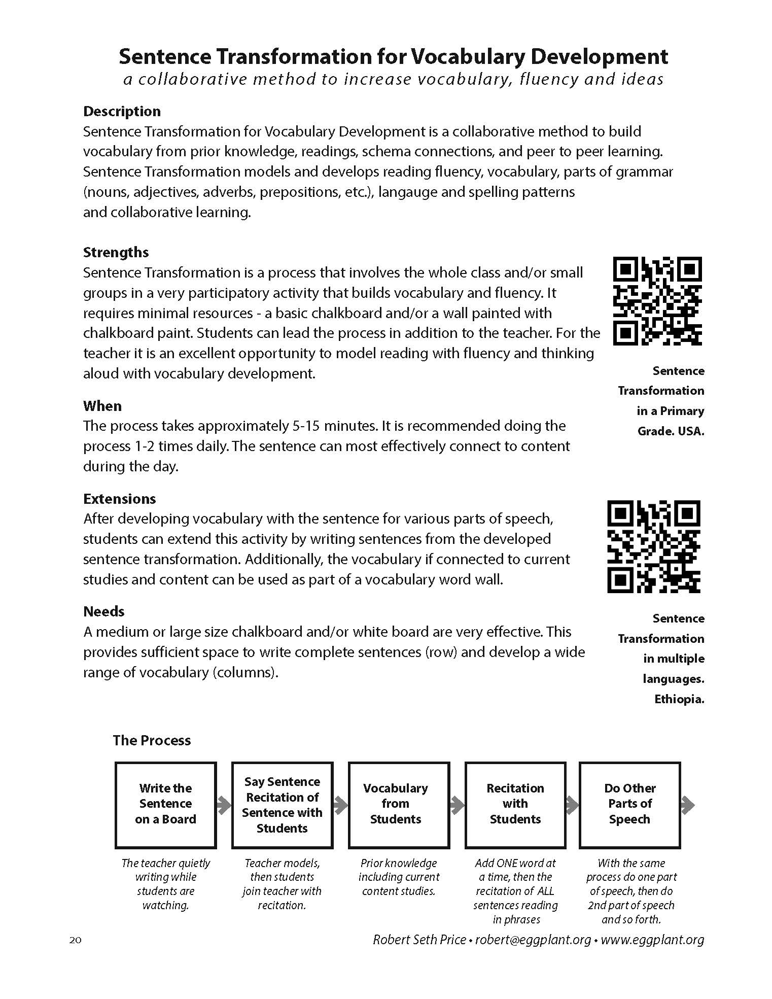 Sentence Transformation for Vocabulary Development
a collaborative method to increase vocabulary, fluency and ideas
Description
Sentence Transformation for Vocabulary Development is a collaborative method to build
vocabulary from prior knowledge, readings, schema connections, and peer to peer learning.
Sentence Transformation models and develops reading fluency, vocabulary, parts of grammar
(nouns, adjectives, adverbs, prepositions, etc.), langauge and spelling patterns
and collaborative learning.
Strengths
Sentence Transformation is a process that involves the whole class and/or small
groups in a very participatory activity that builds vocabulary and fluency. It
requires minimal resources - a basic chalkboard and/or a wall painted with
chalkboard paint. Students can lead the process in addition to the teacher. For the
teacher it is an excellent opportunity to model reading with fluency and thinking
aloud with vocabulary development.
Sentence
Transformation
in a Primary
Grade. USA.
When
The process takes approximately 5-15 minutes. It is recommended doing the
process 1-2 times daily. The sentence can most effectively connect to content
during the day.
Extensions
After developing vocabulary with the sentence for various parts of speech,
students can extend this activity by writing sentences from the developed
sentence transformation. Additionally, the vocabulary if connected to current
studies and content can be used as part of a vocabulary word wall.
Needs
A medium or large size chalkboard and/or white board are very effective. This
provides sufficient space to write complete sentences (row) and develop a wide
range of vocabulary (columns).
Sentence
Transformation
in multiple
languages.
Ethiopia.
The Process
Write the
Sentence
on a Board
The teacher quietly
writing while
students are
watching.
Say Sentence
Recitation of
Sentence with
Students
Teacher models,
then students
join teacher with
recitation.
Vocabulary
from
Students
Prior knowledge
including current
content studies.
Recitation
with
Students
Add ONE word at
a time, then the
recitation of ALL
sentences reading
in phrases
Do Other
Parts of
Speech
With the same
process do one part
of speech, then do
2nd part of speech
and so forth.
20
Robert Seth Price • robert@eggplant.org • www.eggplant.org